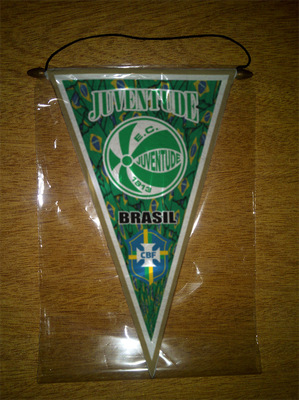 JUVENTUDE
E.C.
JUVENTUDE
1913
BRASIL
CBF